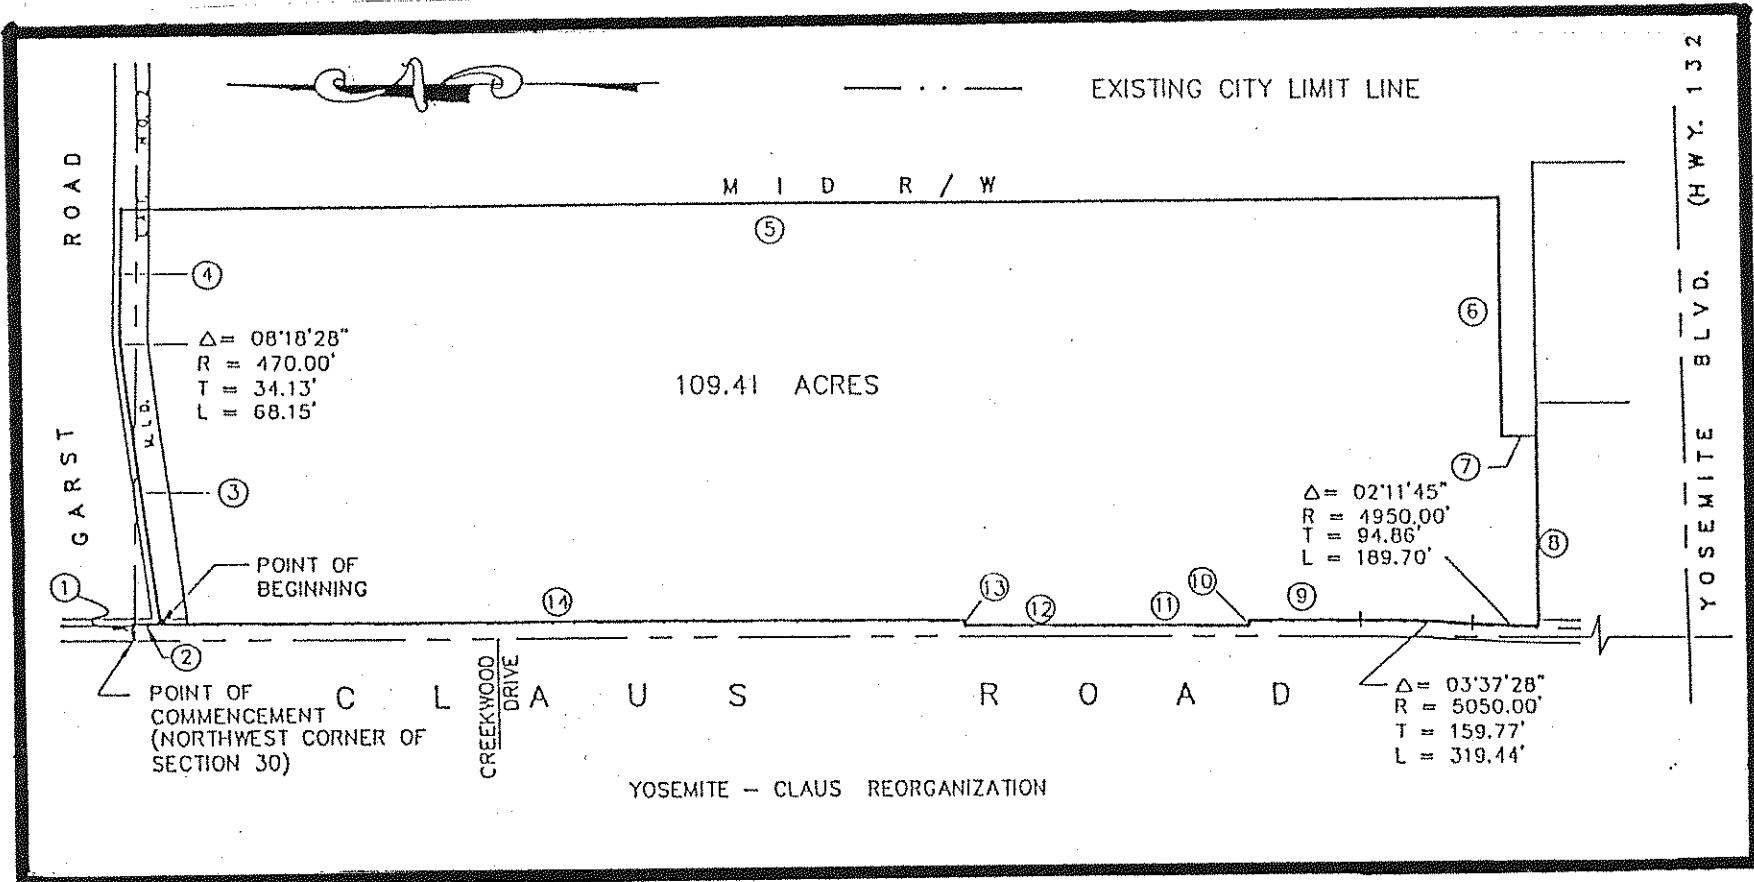 EXISTING CITY LIMIT LINE
YOSEMITE BLVD. (HWY. 132
GARST ROAD
M I D R / W
5
4
Δ= 08°18'28"
R = 470.00'
T = 34.13'
L = 68.15'
109.41 ACRES
6
7
3
Δ= 02°11'45"
R = 4950.00'
T = 94.86'
L = 189.70'
8
POINT OF
BEGINNING
1
14
13
12
11
10
9
2
POINT OF
COMMENCEMENT
(NORTHWEST CORNER OF
SECTION 30)
CREEKWOOD
DRIVE
C L A U S R O A D
Δ= 03°37'28"
R = 5050.00'
T = 159.77'
L = 319.44'
YOSEMITE – CLAUS REORGANIZATION